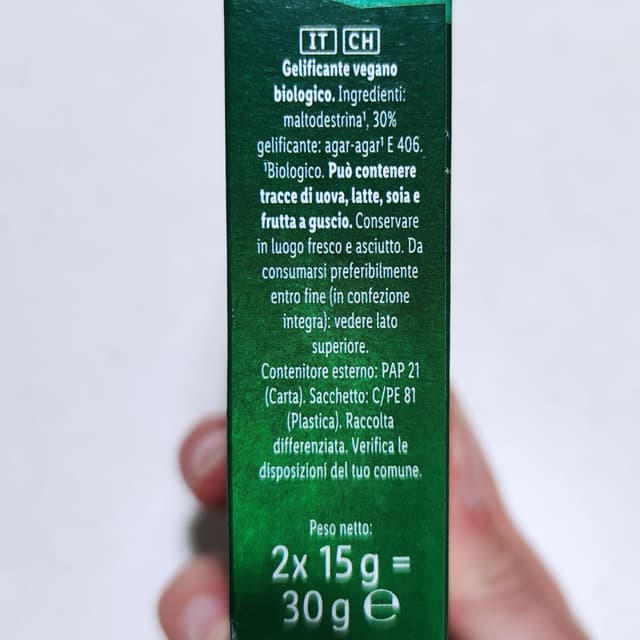 IT CH
Gelificante vegano
biologico. Ingredienti:
maltodestrina¹, 30%
gelificante: agar-agar¹ E 406.
¹Biologico. Può contenere
tracce di uova, latte, soia e
frutta a guscio. Conservare
in luogo fresco e asciutto. Da
consumarsi preferibilmente
entro fine (in confezione
integra): vedere lato
superiore.
Contenitore esterno: PAP 21
(Carta). Sacchetto: C/PE 81
(Plastica). Raccolta
differenziata. Verifica le
disposizioni del tuo comune.
Peso netto:
2x 15g =
30g ℮